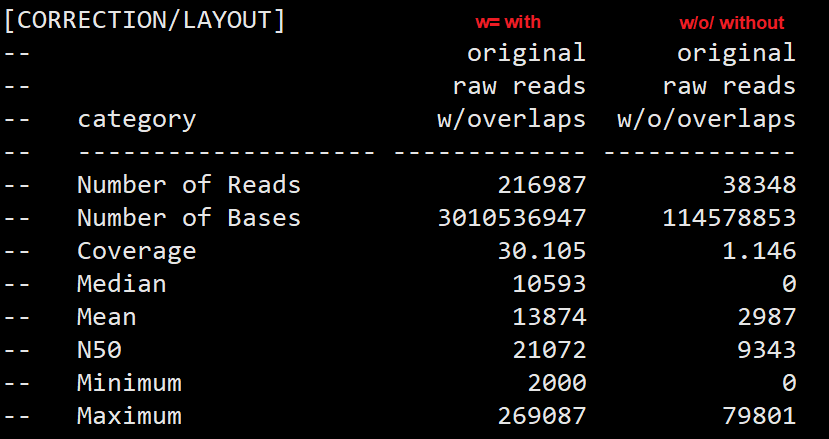 [CORRECTION/LAYOUT] w= with w/o/ without
-- original original
-- raw reads raw reads
-- category w/overlaps w/o/overlaps
-- -------------------- ------------- -------------
-- Number of Reads 216987 38348
-- Number of Bases 3010536947 114578853
-- Coverage 30.105 1.146
-- Median 10593 0
-- Mean 13874 2987
-- N50 21072 9343
-- Minimum 2000 0
-- Maximum 269087 79801